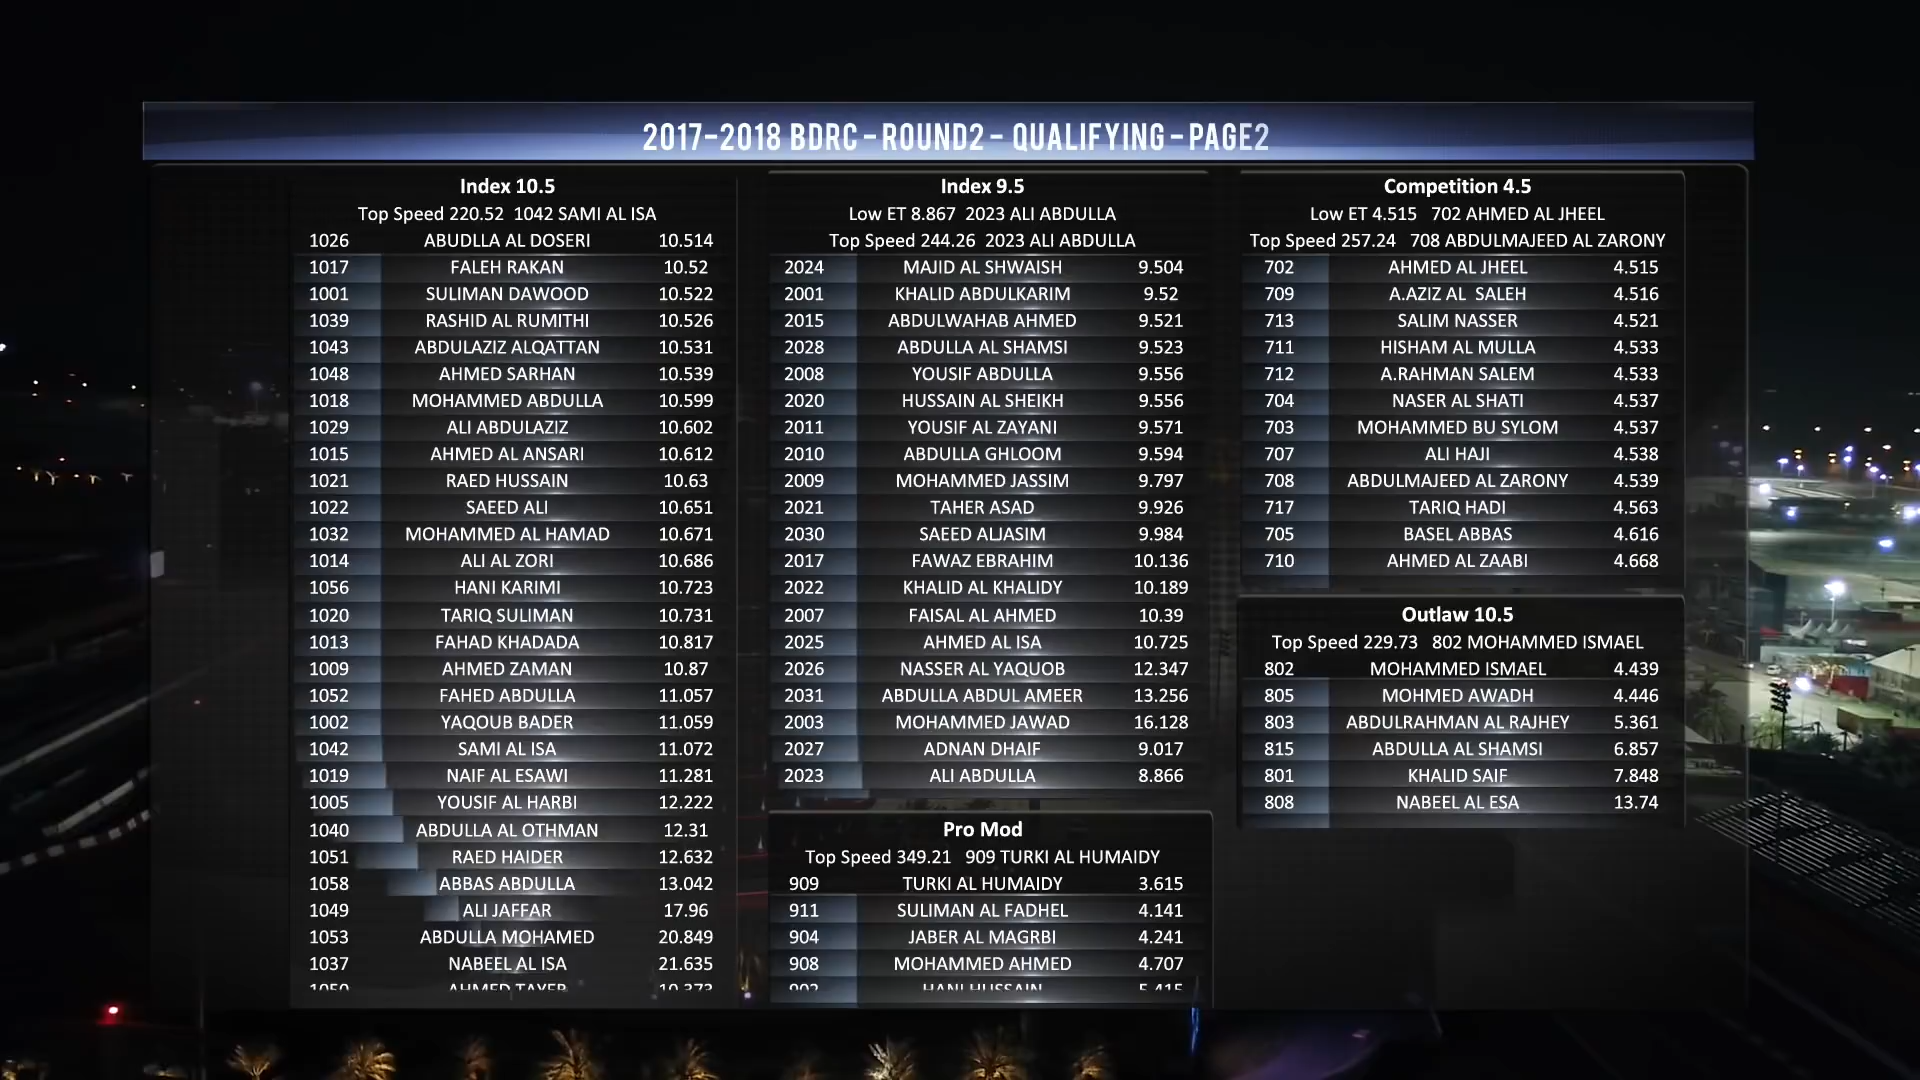 2017-2018 BDRC - ROUND2 - QUALIFYING - PAGE2
Index 10.5
Top Speed 220.52 1042 SAMI AL ISA
1026 ABUDLLA AL DOSERI 10.514
1017 FALEH RAKAN 10.52
1001 SULIMAN DAWOOD 10.522
1039 RASHID AL RUMITHI 10.526
1043 ABDULAZIZ ALQATTAN 10.531
1048 AHMED SARHAN 10.539
1018 MOHAMMED ABDULLA 10.599
1029 ALI ABDULAZIZ 10.602
1015 AHMED AL ANSARI 10.612
1021 RAED HUSSAIN 10.63
1022 SAEED ALI 10.651
1032 MOHAMMED AL HAMAD 10.671
1014 ALI AL ZORI 10.686
1056 HANI KARIMI 10.723
1020 TARIQ SULIMAN 10.731
1013 FAHAD KHADADA 10.817
1009 AHMED ZAMAN 10.87
1052 FAHED ABDULLA 11.057
1002 YAQOUB BADER 11.059
1042 SAMI AL ISA 11.072
1019 NAIF AL ESAWI 11.281
1005 YOUSIF AL HARBI 12.222
1040 ABDULLA AL OTHMAN 12.31
1051 RAED HAIDER 12.632
1058 ABBAS ABDULLA 13.042
1049 ALI JAFFAR 17.96
1053 ABDULLA MOHAMED 20.849
1037 NABEEL AL ISA 21.635
1050 AHMED TAYER 10.373
Index 9.5
Low ET 8.867 2023 ALI ABDULLA
Top Speed 244.26 2023 ALI ABDULLA
2024 MAJID AL SHWAISH 9.504
2001 KHALID ABDULKARIM 9.52
2015 ABDULWAHAB AHMED 9.521
2028 ABDULLA AL SHAMSI 9.523
2008 YOUSIF ABDULLA 9.556
2020 HUSSAIN AL SHEIKH 9.556
2011 YOUSIF AL ZAYANI 9.571
2010 ABDULLA GHLOOM 9.594
2009 MOHAMMED JASSIM 9.797
2021 TAHER ASAD 9.926
2030 SAEED ALJASIM 9.984
2017 FAWAZ EBRAHIM 10.136
2022 KHALID AL KHALIDY 10.189
2007 FAISAL AL AHMED 10.39
2025 AHMED AL ISA 10.725
2026 NASSER AL YAQUOB 12.347
2031 ABDULLA ABDUL AMEER 13.256
2003 MOHAMMED JAWAD 16.128
2027 ADNAN DHAIF 9.017
2023 ALI ABDULLA 8.866
Pro Mod
Top Speed 349.21 909 TURKI AL HUMAIDY
909 TURKI AL HUMAIDY 3.615
911 SULIMAN AL FADHEL 4.141
904 JABER AL MAGRBI 4.241
908 MOHAMMED AHMED 4.707
902 HANI HUSSAIN 5.415
Competition 4.5
Low ET 4.515 702 AHMED AL JHEEL
Top Speed 257.24 708 ABDULMAJEED AL ZARONY
702 AHMED AL JHEEL 4.515
709 A.AZIZ AL SALEH 4.516
713 SALIM NASSER 4.521
711 HISHAM AL MULLA 4.533
712 A.RAHMAN SALEM 4.533
704 NASER AL SHATI 4.537
703 MOHAMMED BU SYLOM 4.537
707 ALI HAJI 4.538
708 ABDULMAJEED AL ZARONY 4.539
717 TARIQ HADI 4.563
705 BASEL ABBAS 4.616
710 AHMED AL ZAABI 4.668
Outlaw 10.5
Top Speed 229.73 802 MOHAMMED ISMAEL
802 MOHAMMED ISMAEL 4.439
805 MOHMED AWADH 4.446
803 ABDULRAHMAN AL RAJHEY 5.361
815 ABDULLA AL SHAMSI 6.857
801 KHALID SAIF 7.848
808 NABEEL AL ESA 13.74